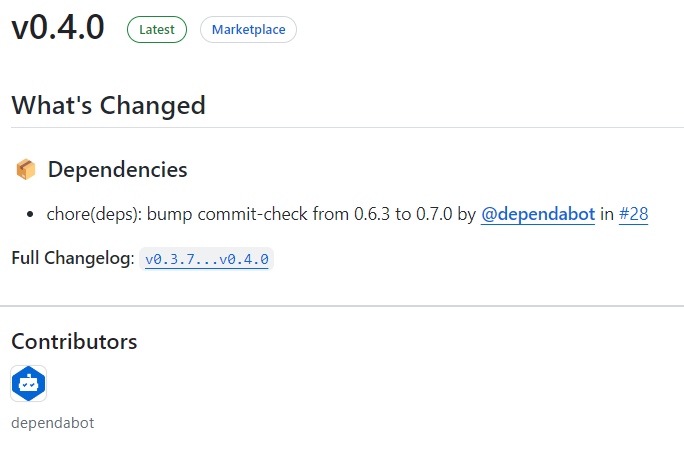 v0.4.0 Latest Marketplace
What's Changed
Dependencies
chore(deps): bump commit-check from 0.6.3 to 0.7.0 by @dependabot in #28
Full Changelog: v0.3.7...v0.4.0
Contributors
dependabot